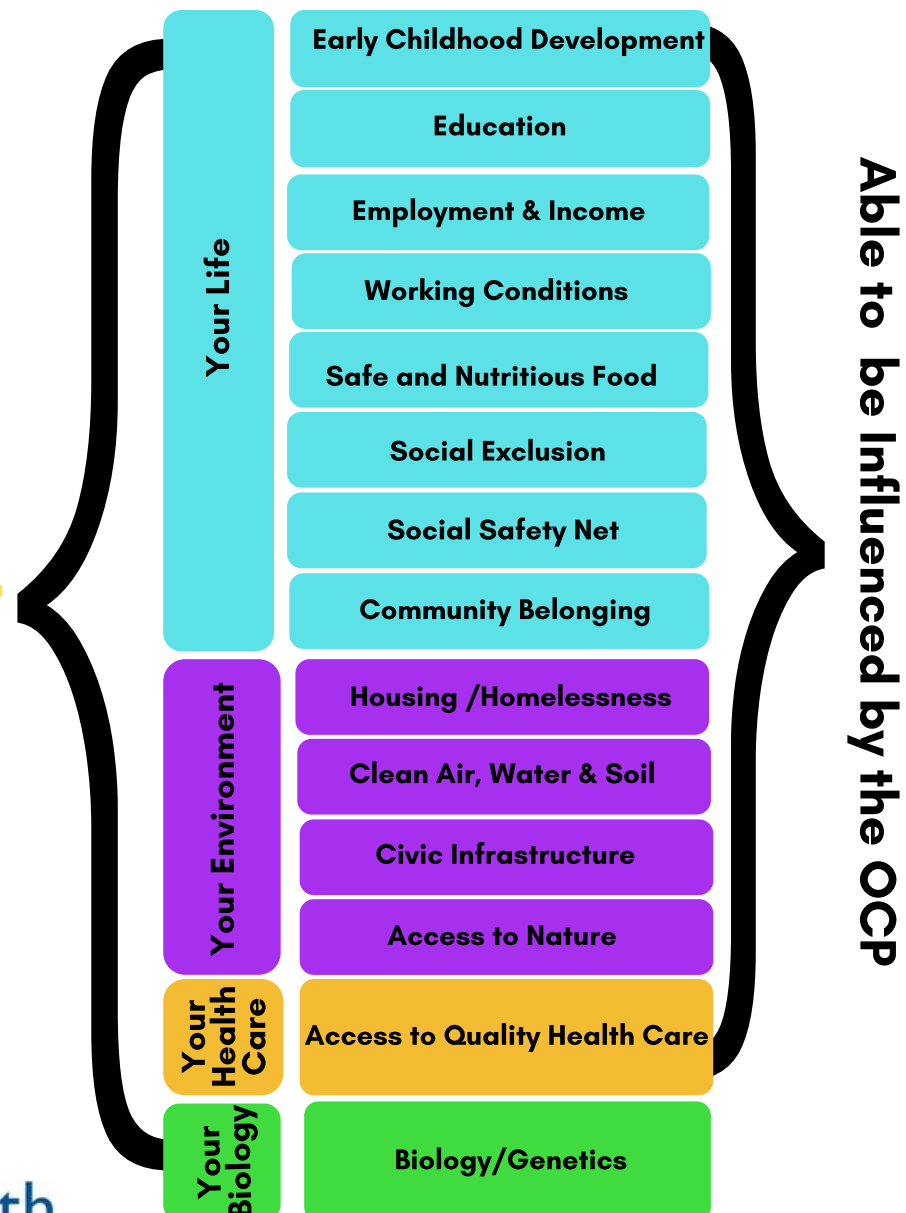 Your Life
Early Childhood Development
Education
Employment & Income
Working Conditions
Safe and Nutritious Food
Social Exclusion
Social Safety Net
Community Belonging
Your Environment
Housing /Homelessness
Clean Air, Water & Soil
Civic Infrastructure
Access to Nature
Your
Health
Care
Access to Quality Health Care
Your
Biology
Biology/Genetics
Able to be Influenced by the OCP
th